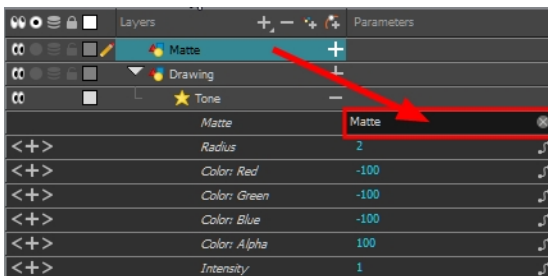 Layers Parameters
Matte
Drawing
Tone
Matte Matte
Radius 2
Color: Red -100
Color: Green -100
Color: Blue -100
Color: Alpha 100
Intensity 1